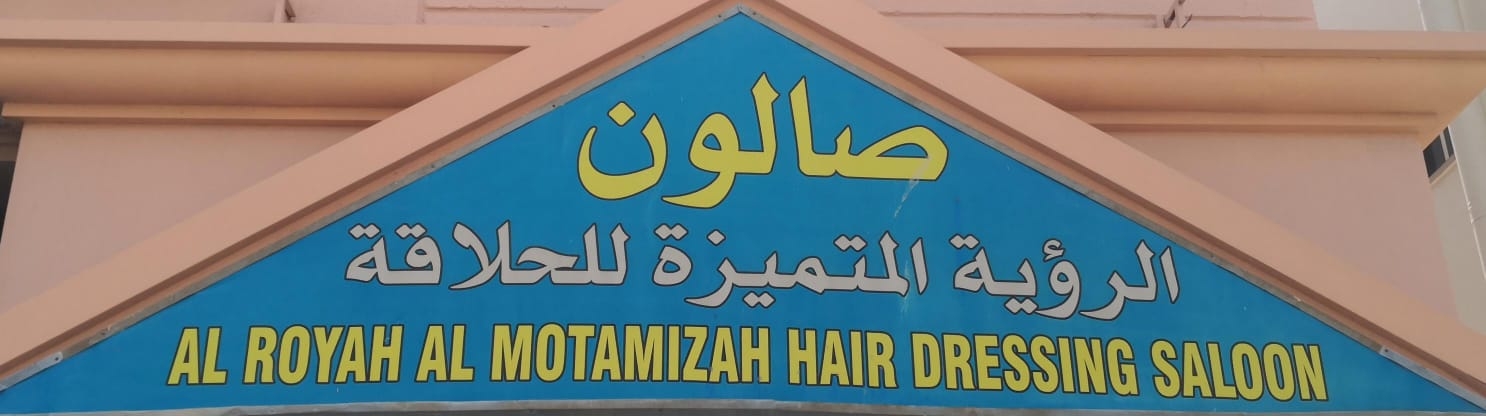 صالون
الرؤية المتميزة للحلاقة
AL ROYAH AL MOTAMIZAH HAIR DRESSING SALOON